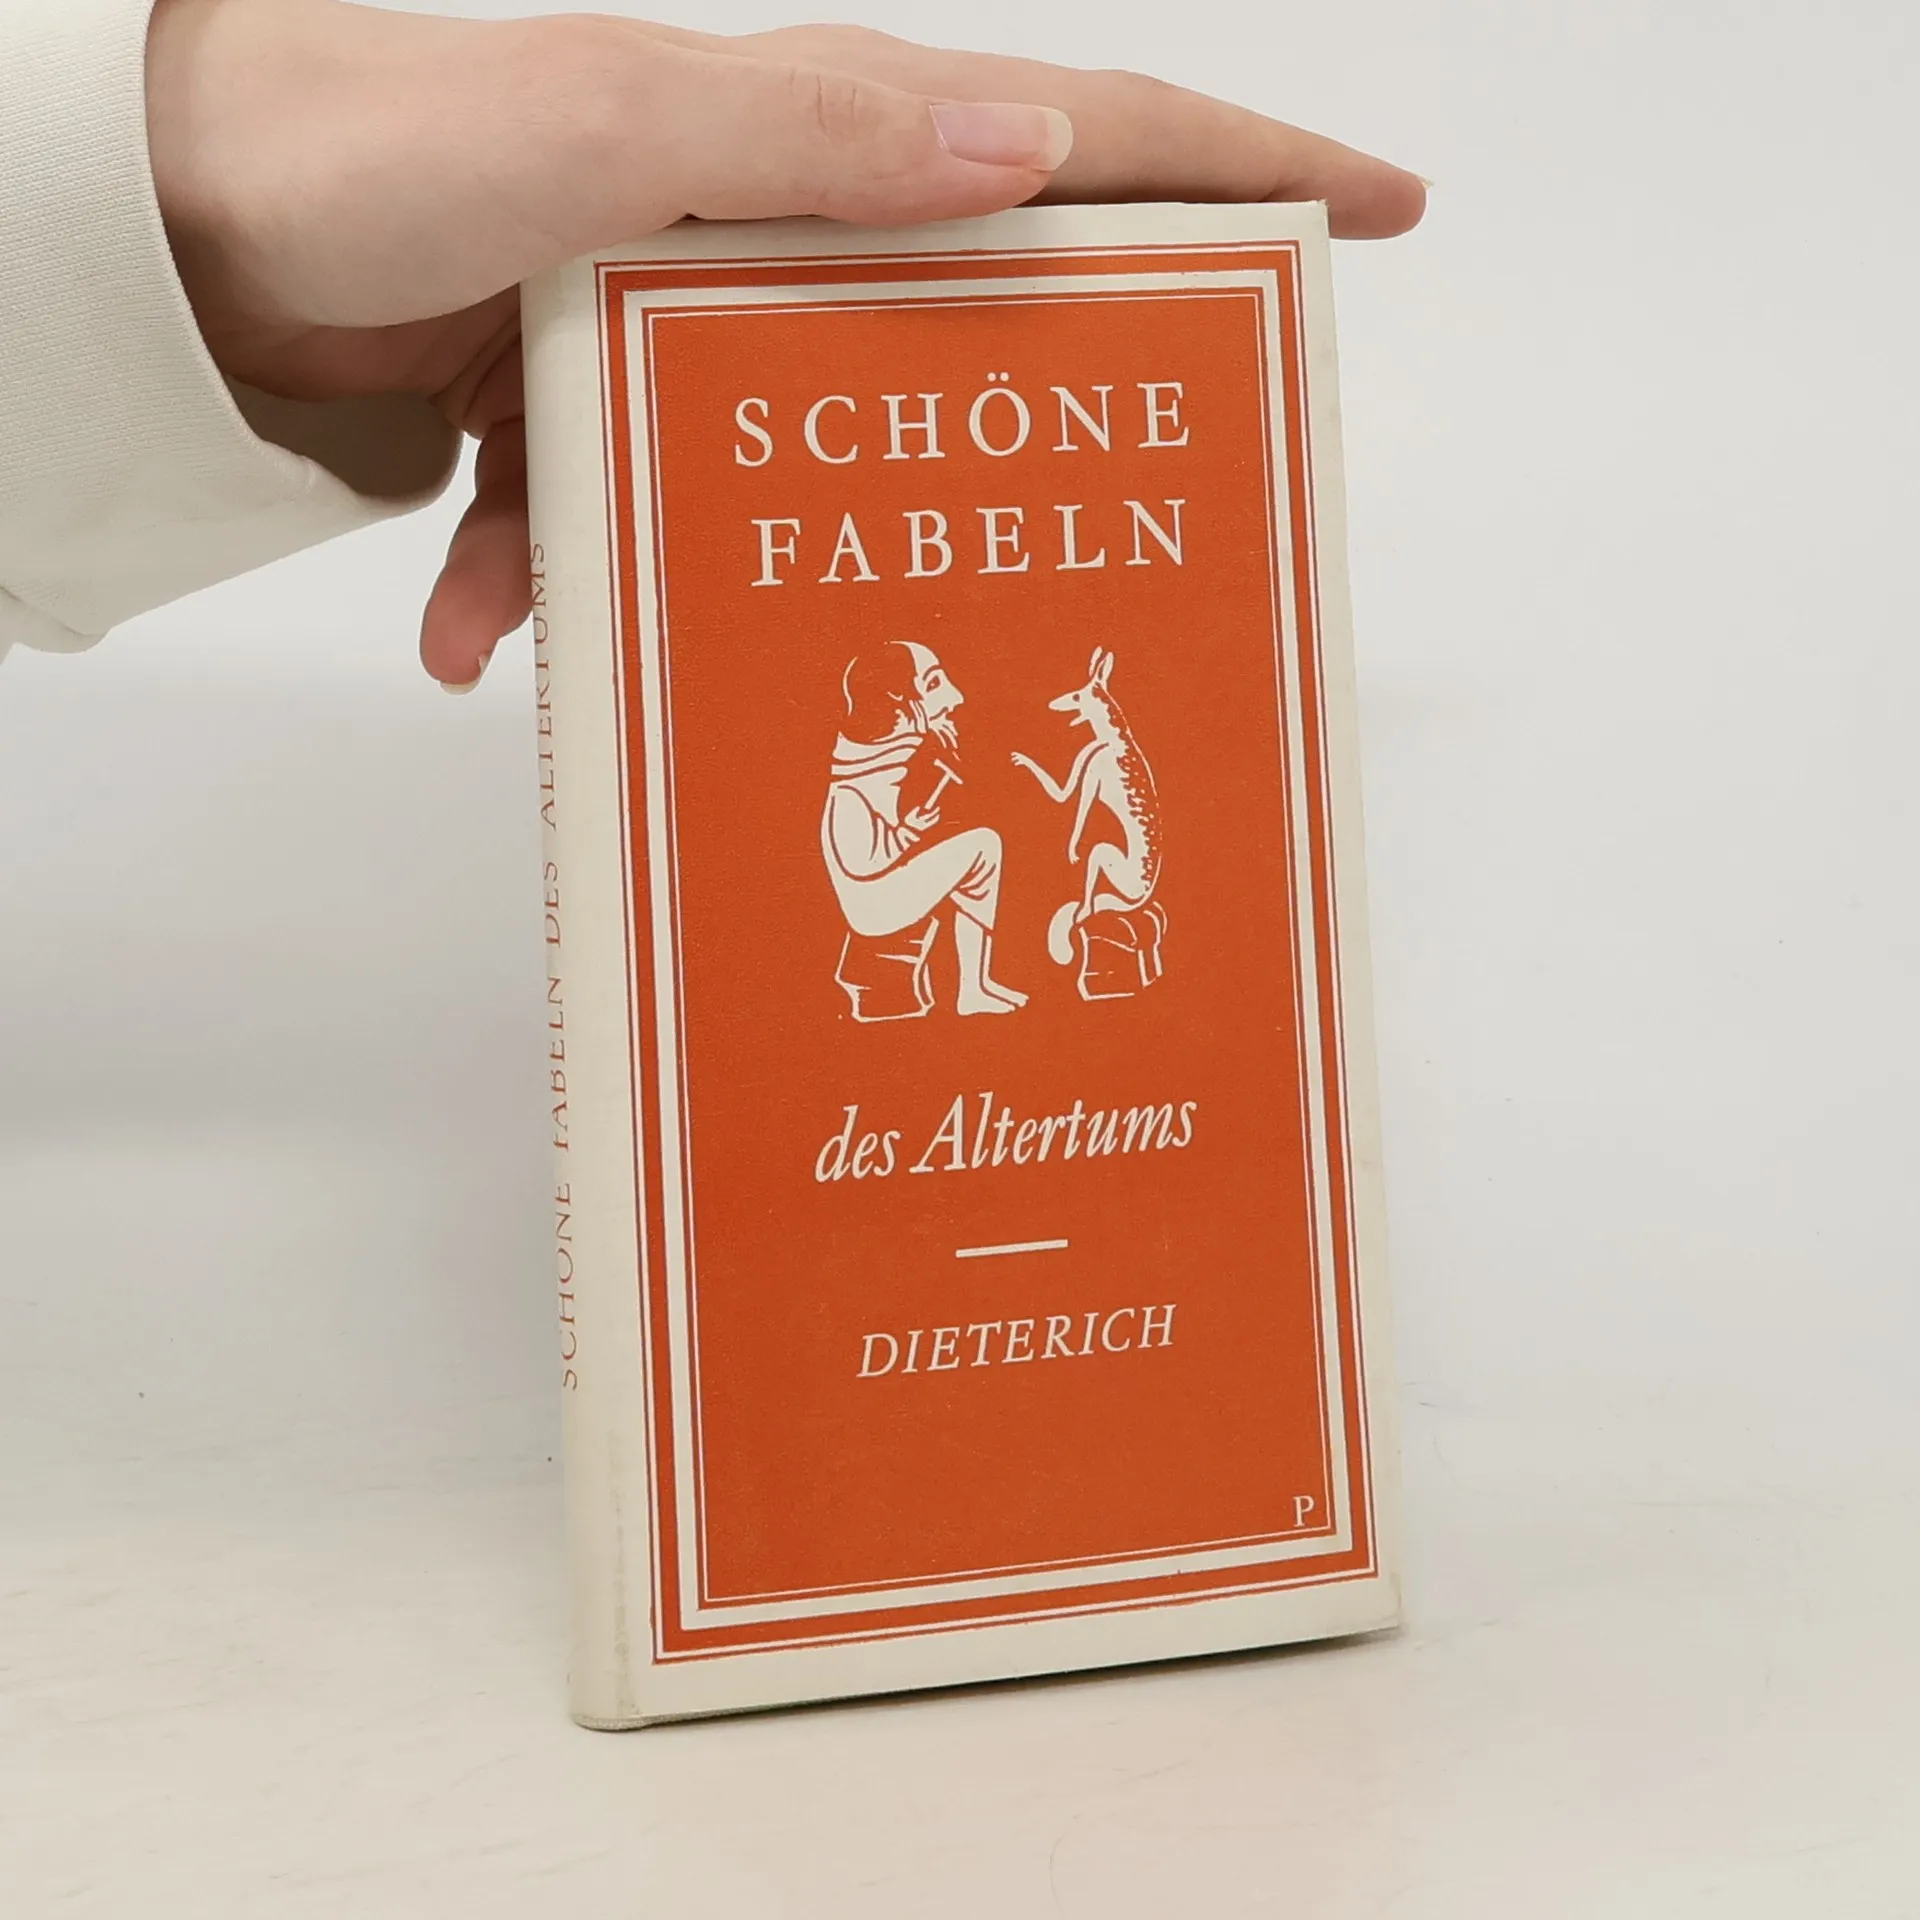 SCHÖNE
FABELN
des Altertums
DIETERICH
P
SCHÖNE FABELN DES ALTERTUMS